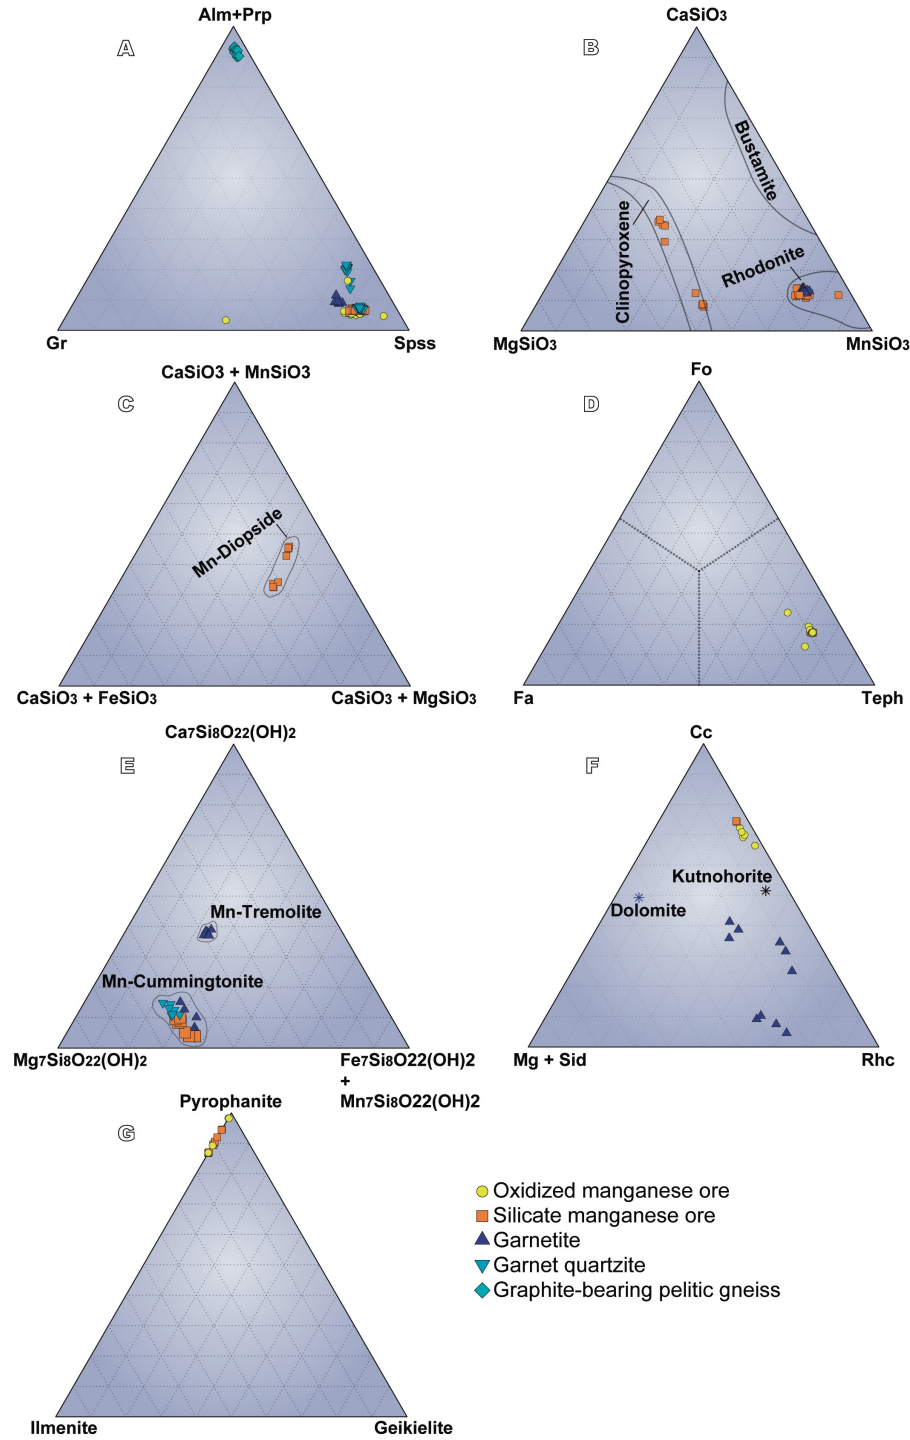 Alm+Prp
A
Gr
Spss
CaSiO3
B
Bustamite
Clinopyroxene
Rhodonite
MgSiO3
MnSiO3
CaSiO3 + MnSiO3
C
Mn-Diopside
CaSiO3 + FeSiO3
CaSiO3 + MgSiO3
Fo
D
Fa
Teph
Ca7Si8O22(OH)2
E
Mn-Tremolite
Mn-Cummingtonite
Mg7Si8O22(OH)2
Fe7Si8O22(OH)2
+
Mn7Si8O22(OH)2
Cc
F
Kutnohorite
Dolomite
Mg + Sid
Rhc
Pyrophanite
G
Ilmenite
Geikielite
Oxidized manganese ore
Silicate manganese ore
Garnetite
Garnet quartzite
Graphite-bearing pelitic gneiss